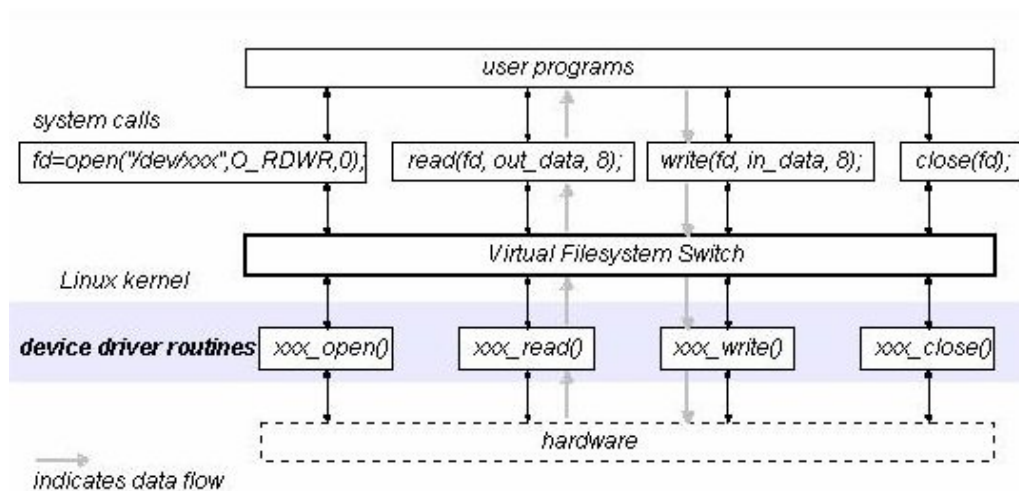 user programs
system calls
fd=open("/dev/xxx",O_RDWR,0);
read(fd, out_data, 8);
write(fd, in_data, 8);
close(fd);
Virtual Filesystem Switch
Linux kernel
device driver routines
xxx_open()
xxx_read()
xxx_write()
xxx_close()
hardware
indicates data flow